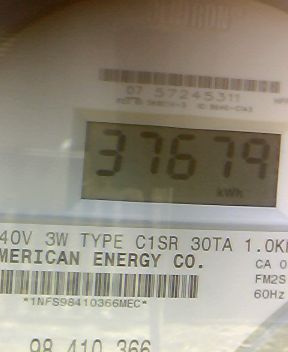 07 57245311
37679
kWh
40V 3W TYPE C1SR 30TA 1.0K
MERICAN ENERGY CO.
CA 0
FM2S
*1NFS98410366MEC*
60Hz
98 410 366